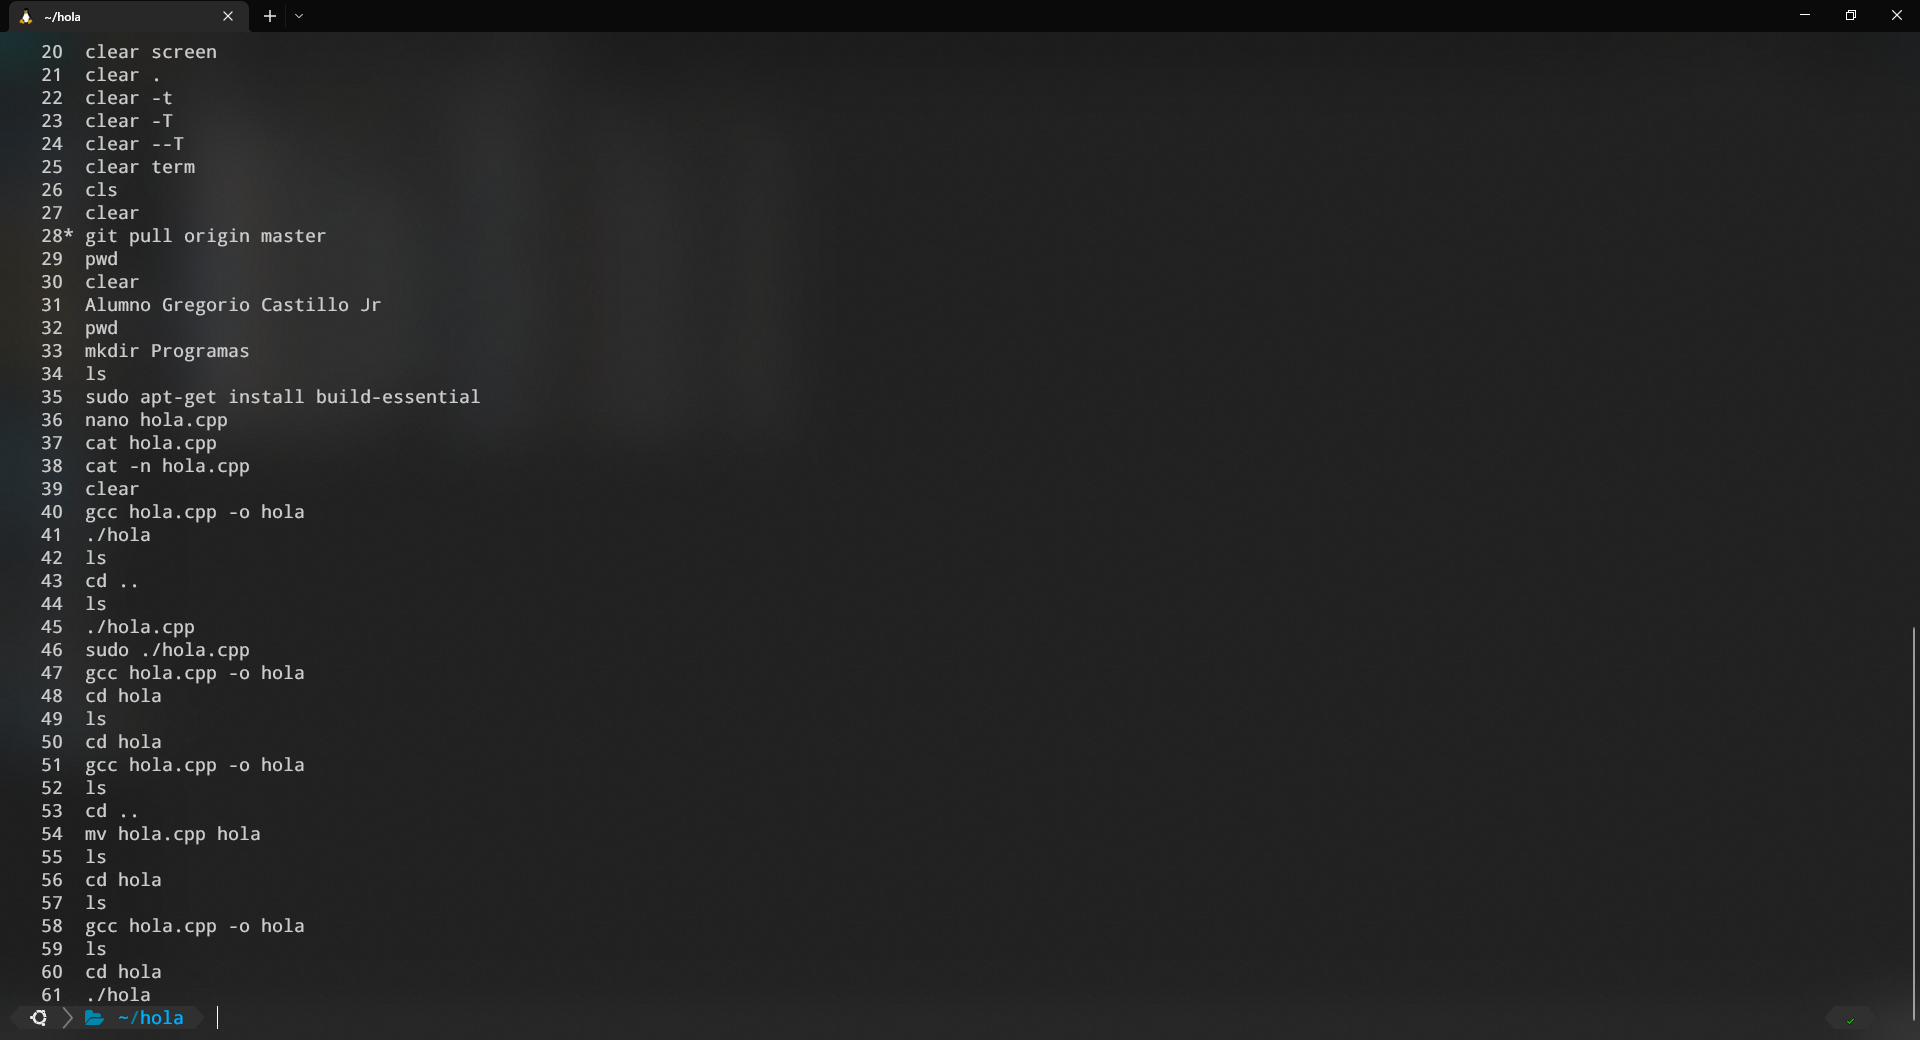 ~/hola
20 clear screen
21 clear .
22 clear -t
23 clear -T
24 clear --T
25 clear term
26 cls
27 clear
28* git pull origin master
29 pwd
30 clear
31 Alumno Gregorio Castillo Jr
32 pwd
33 mkdir Programas
34 ls
35 sudo apt-get install build-essential
36 nano hola.cpp
37 cat hola.cpp
38 cat -n hola.cpp
39 clear
40 gcc hola.cpp -o hola
41 ./hola
42 ls
43 cd ..
44 ls
45 ./hola.cpp
46 sudo ./hola.cpp
47 gcc hola.cpp -o hola
48 cd hola
49 ls
50 cd hola
51 gcc hola.cpp -o hola
52 ls
53 cd ..
54 mv hola.cpp hola
55 ls
56 cd hola
57 ls
58 gcc hola.cpp -o hola
59 ls
60 cd hola
61 ./hola
~/hola